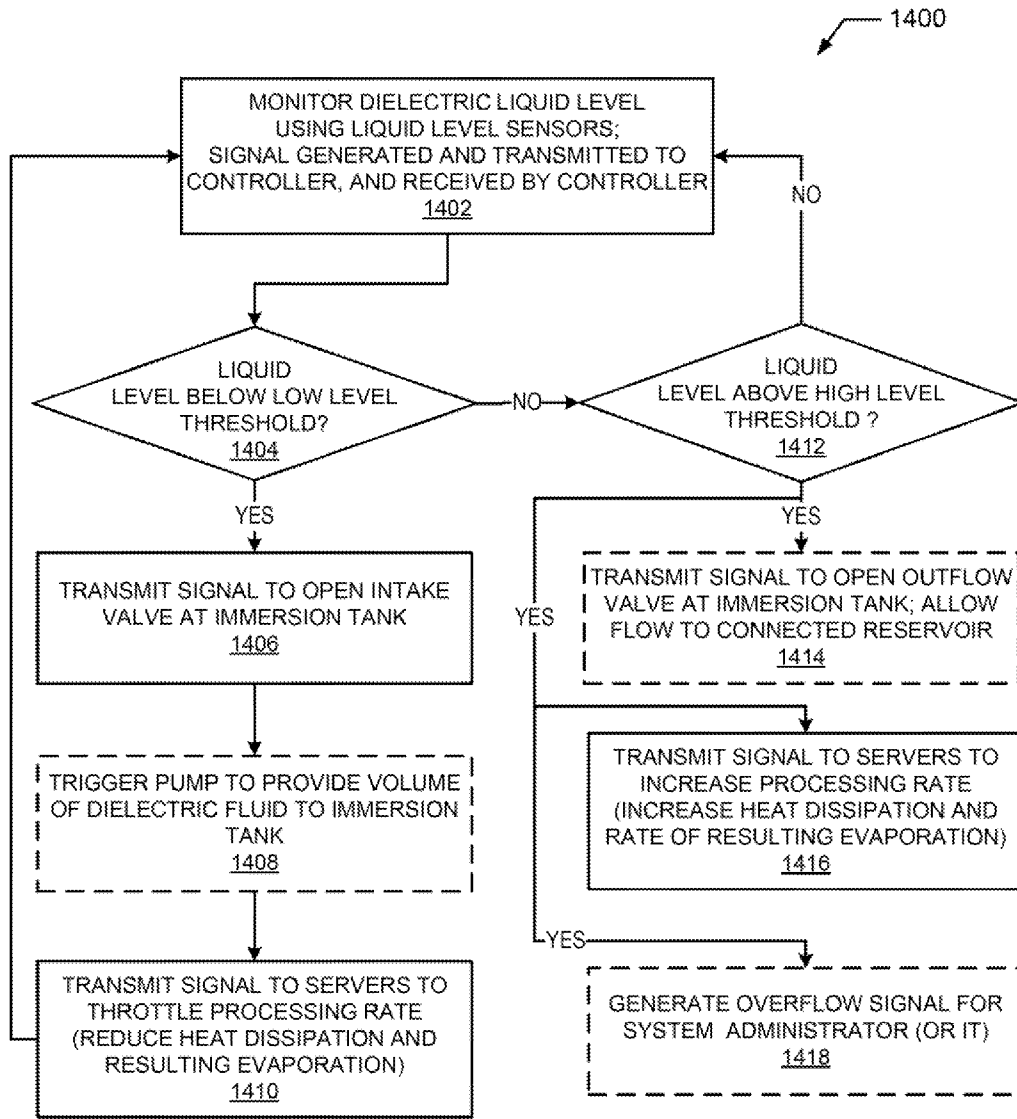 1400
MONITOR DIELECTRIC LIQUID LEVEL
USING LIQUID LEVEL SENSORS;
SIGNAL GENERATED AND TRANSMITTED TO
CONTROLLER, AND RECEIVED BY CONTROLLER
1402
NO
LIQUID
LEVEL BELOW LOW LEVEL
THRESHOLD?
1404
NO
LIQUID
LEVEL ABOVE HIGH LEVEL
THRESHOLD ?
1412
YES
YES
TRANSMIT SIGNAL TO OPEN INTAKE
VALVE AT IMMERSION TANK
1406
YES
TRANSMIT SIGNAL TO OPEN OUTFLOW
VALVE AT IMMERSION TANK; ALLOW
FLOW TO CONNECTED RESERVOIR
1414
TRIGGER PUMP TO PROVIDE VOLUME
OF DIELECTRIC FLUID TO IMMERSION
TANK
1408
TRANSMIT SIGNAL TO SERVERS TO
INCREASE PROCESSING RATE
(INCREASE HEAT DISSIPATION AND
RATE OF RESULTING EVAPORATION)
1416
YES
TRANSMIT SIGNAL TO SERVERS TO
THROTTLE PROCESSING RATE
(REDUCE HEAT DISSIPATION AND
RESULTING EVAPORATION)
1410
GENERATE OVERFLOW SIGNAL FOR
SYSTEM ADMINISTRATOR (OR IT)
1418